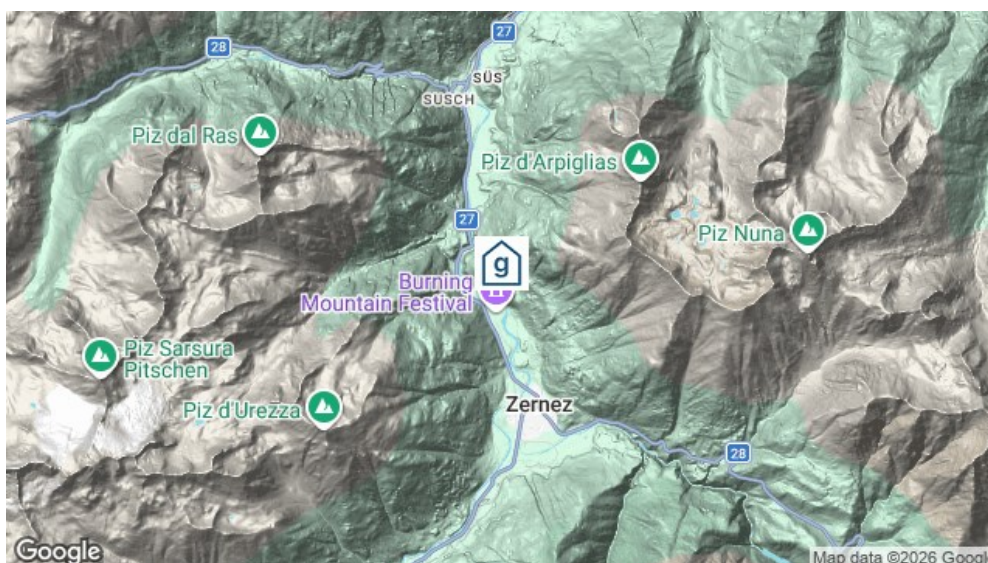 27
28
SÜS
SUSCH
Piz dal Ras
Piz d'Arpiglias
27
Piz Nuna
g
Burning
Mountain Festival
Piz Sarsura
Pitschen
Piz d'Urezza
Zernez
28
Google
Map data ©2026 Google